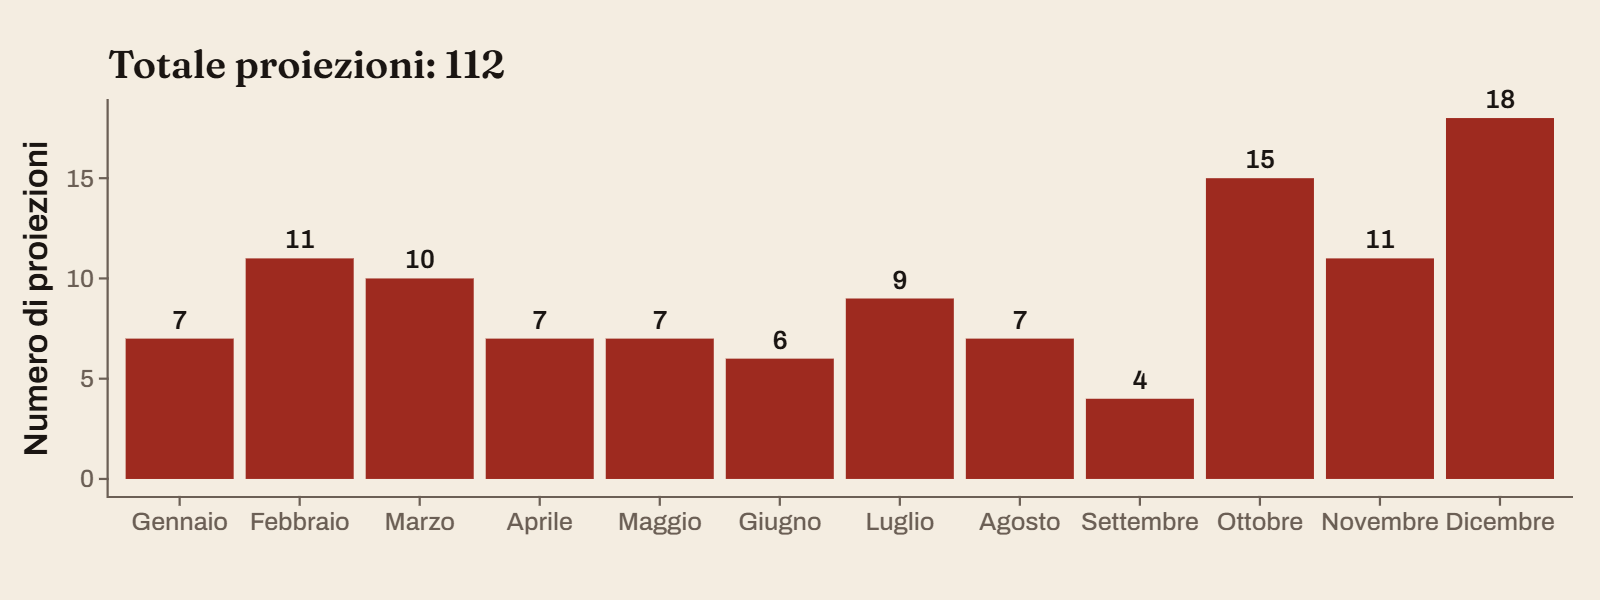 Totale proiezioni: 112
Numero di proiezioni
15
10
5
0
7
11
10
7
7
6
9
7
4
15
11
18
Gennaio
Febbraio
Marzo
Aprile
Maggio
Giugno
Luglio
Agosto
Settembre
Ottobre
Novembre
Dicembre